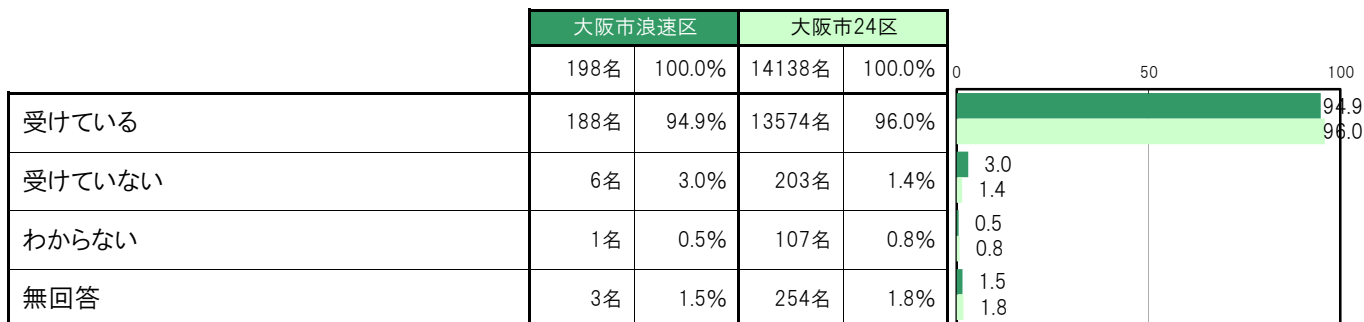 大阪市浪速区 大阪市24区
198名 100.0% 14138名 100.0% 0 50 100
受けている 188名 94.9% 13574名 96.0% 94.9
96.0
受けていない 6名 3.0% 203名 1.4% 3.0
1.4
わからない 1名 0.5% 107名 0.8% 0.5
0.8
無回答 3名 1.5% 254名 1.8% 1.5
1.8